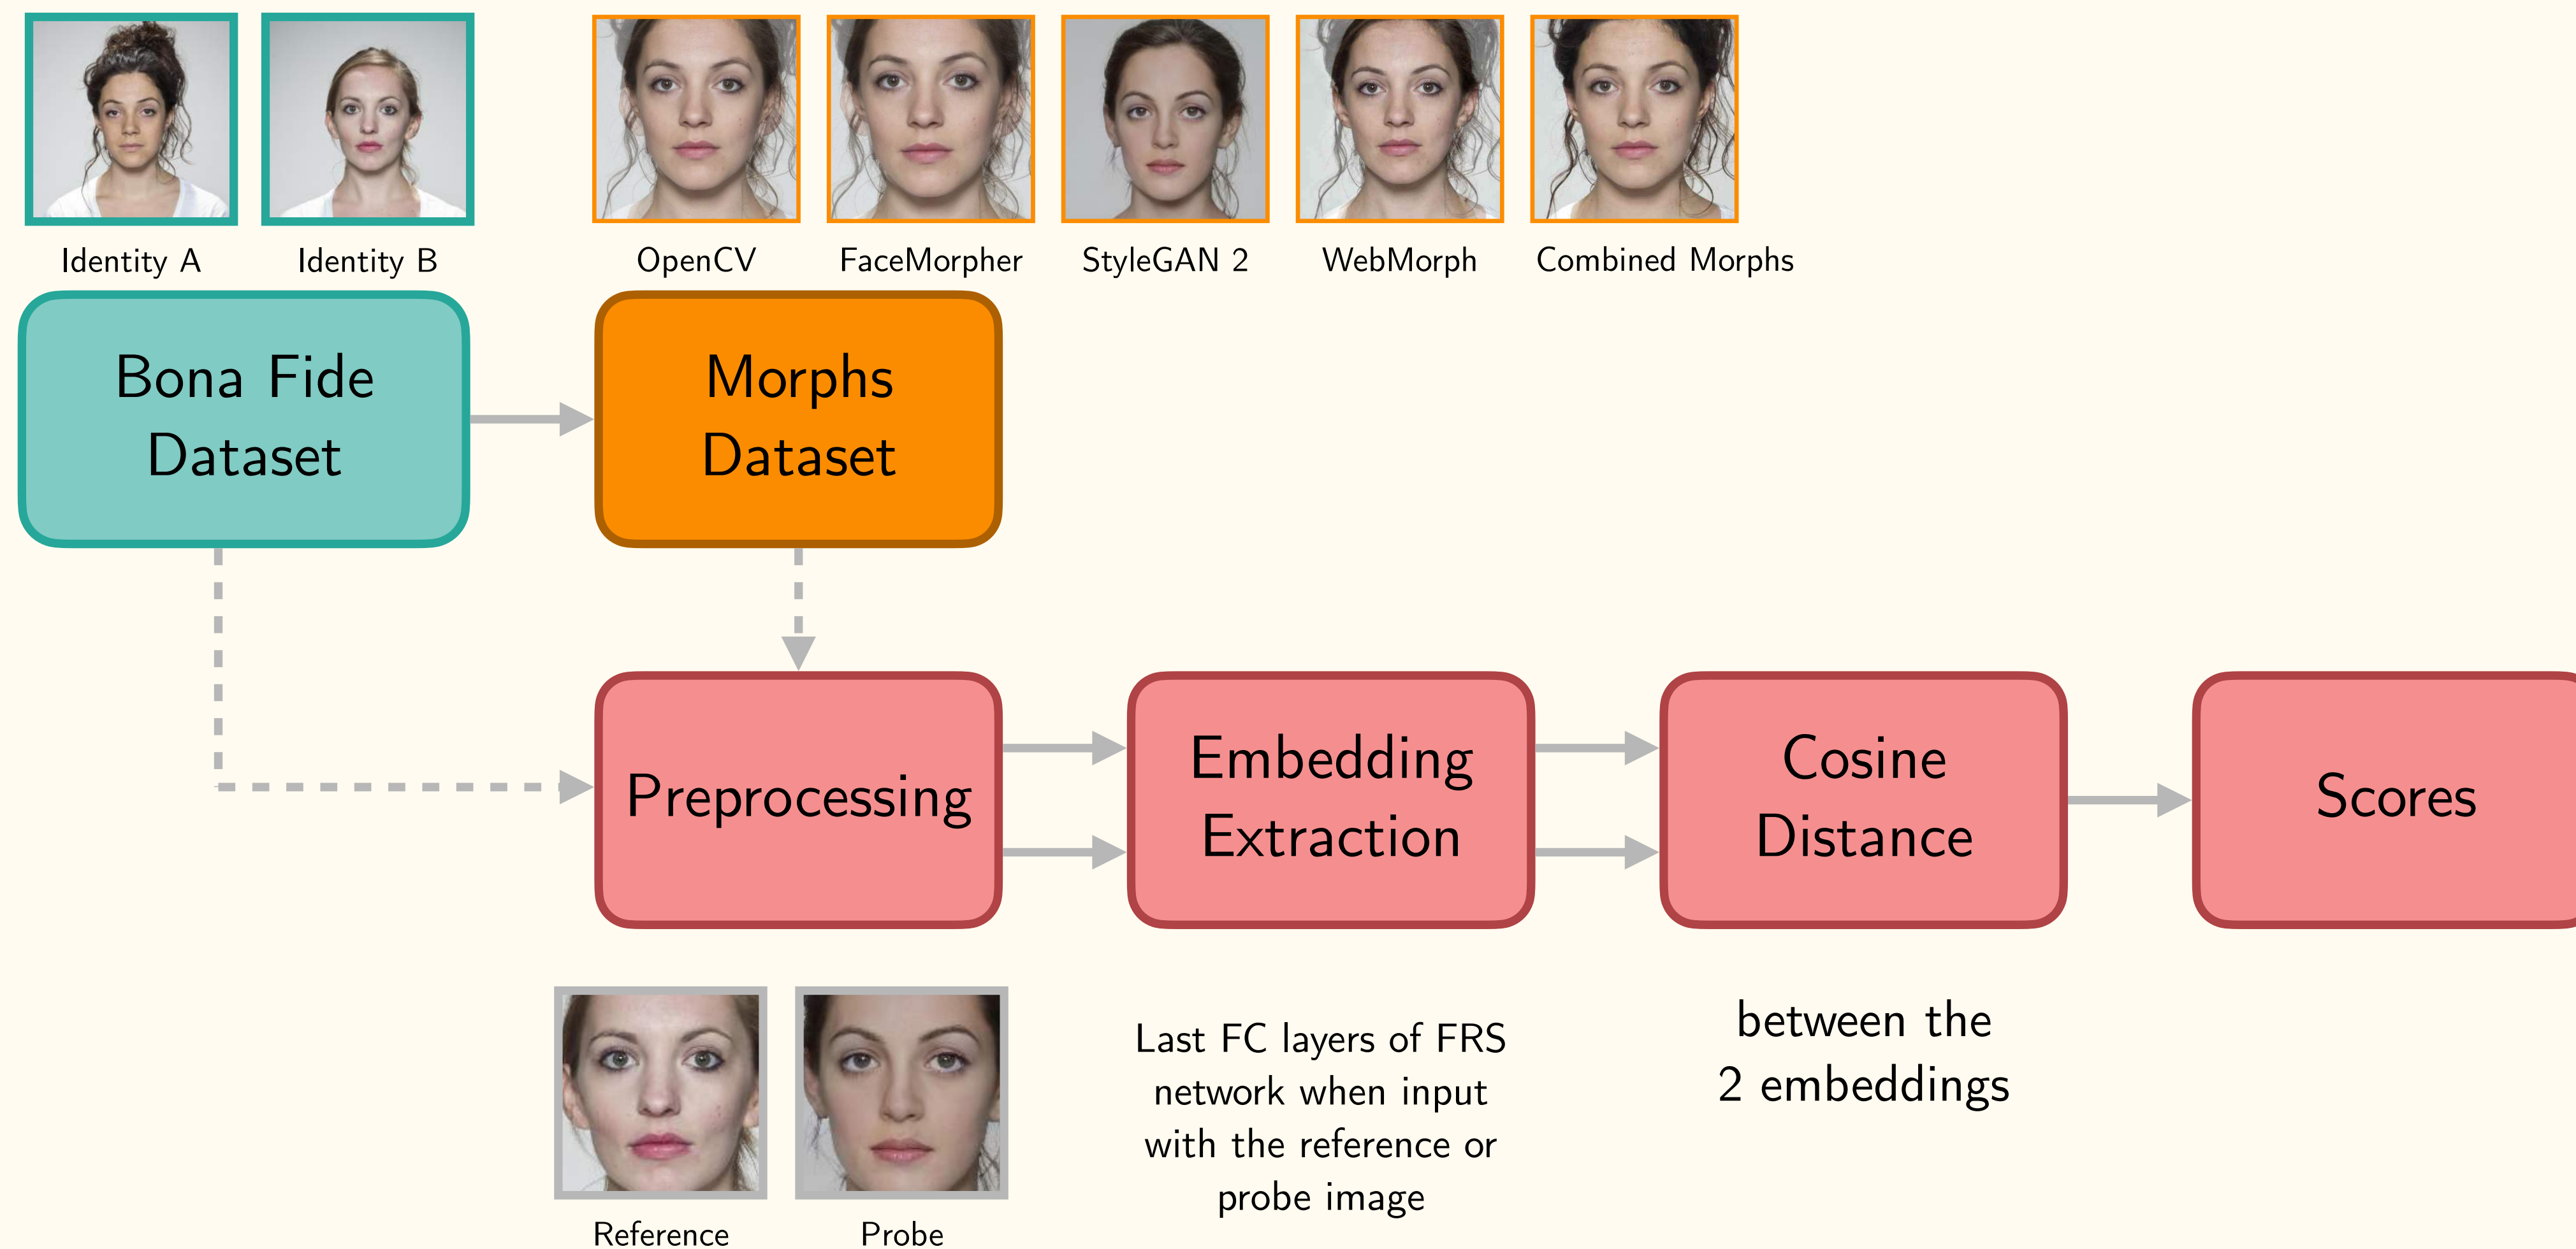 Identity A
Identity B
OpenCV
FaceMorpher
StyleGAN 2
WebMorph
Combined Morphs
Bona Fide
Dataset
Morphs
Dataset
Preprocessing
Embedding
Extraction
Cosine
Distance
Scores
Reference
Probe
Last FC layers of FRS
network when input
with the reference or
probe image
between the
2 embeddings